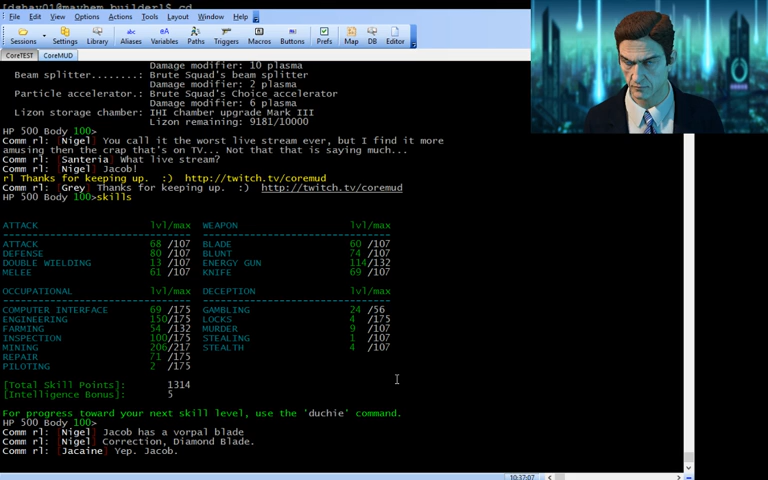 [dshay01@mayhem builder]$ cd
File Edit View Options Actions Tools Window Help
Sessions Settings Library Aliases Variables Paths Triggers Macros Buttons Prefs Map DB Editor
CoreTEST CoreMUD
Damage modifier: 10 plasma
Beam splitter..........: Brute Squad's beam splitter
Damage modifier: 2 plasma
Particle accelerator.: Brute Squad's Choice accelerator
Damage modifier: 6 plasma
Lizon storage chamber: IHI chamber upgrade Mark III
Lizon remaining: 9181/10000
HP 500 Body 100>
Comm rl: [Nigel] You call it the worst live stream ever, but I find it more
amusing then the crap that's on TV... Not that that is saying much...
Comm rl: [Santeria] What live stream?
Comm rl: [Nigel] Jacob!
rl Thanks for keeping up. :) http://twitch.tv/coremud
Comm rl: [Grey] Thanks for keeping up. :) http://twitch.tv/coremud
HP 500 Body 100>skills
ATTACK lvl/max WEAPON lvl/max
ATTACK 68 /107 BLADE 60 /107
DEFENSE 80 /107 BLUNT 74 /107
DOUBLE WIELDING 13 /107 ENERGY GUN 114/132
MELEE 61 /107 KNIFE 69 /107
OCCUPATIONAL lvl/max DECEPTION lvl/max
COMPUTER INTERFACE 69 /175 GAMBLING 24 /56
ENGINEERING 150/175 LOCKS 4 /175
FARMING 54 /132 MURDER 9 /107
INSPECTION 100/175 STEALING 1 /107
MINING 206/217 STEALTH 4 /107
REPAIR 71 /175
PILOTING 2 /175
[Total Skill Points]: 1314
[Intelligence Bonus]: 5
For progress toward your next skill level, use the 'duchie' command.
HP 500 Body 100>
Comm rl: [Nigel] Jacob has a vorpal blade
Comm rl: [Nigel] Correction, Diamond Blade.
Comm rl: [Jacaine] Yep. Jacob.
10:37:07